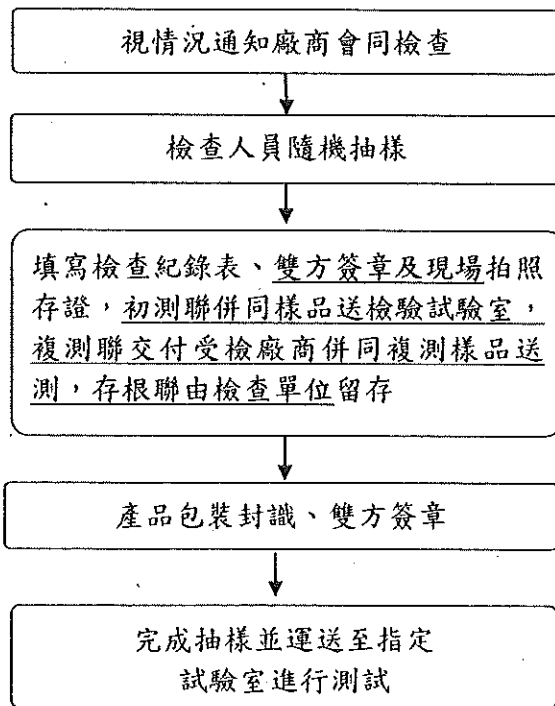 視情況通知廠商會同檢查
檢查人員隨機抽樣
填寫檢查紀錄表、雙方簽章及現場拍照
存證，初測聯併同樣品送檢驗試驗室，
複測聯交付受檢廠商併同複測樣品送
測，存根聯由檢查單位留存
產品包裝封識、雙方簽章
完成抽樣並運送至指定
試驗室進行測試